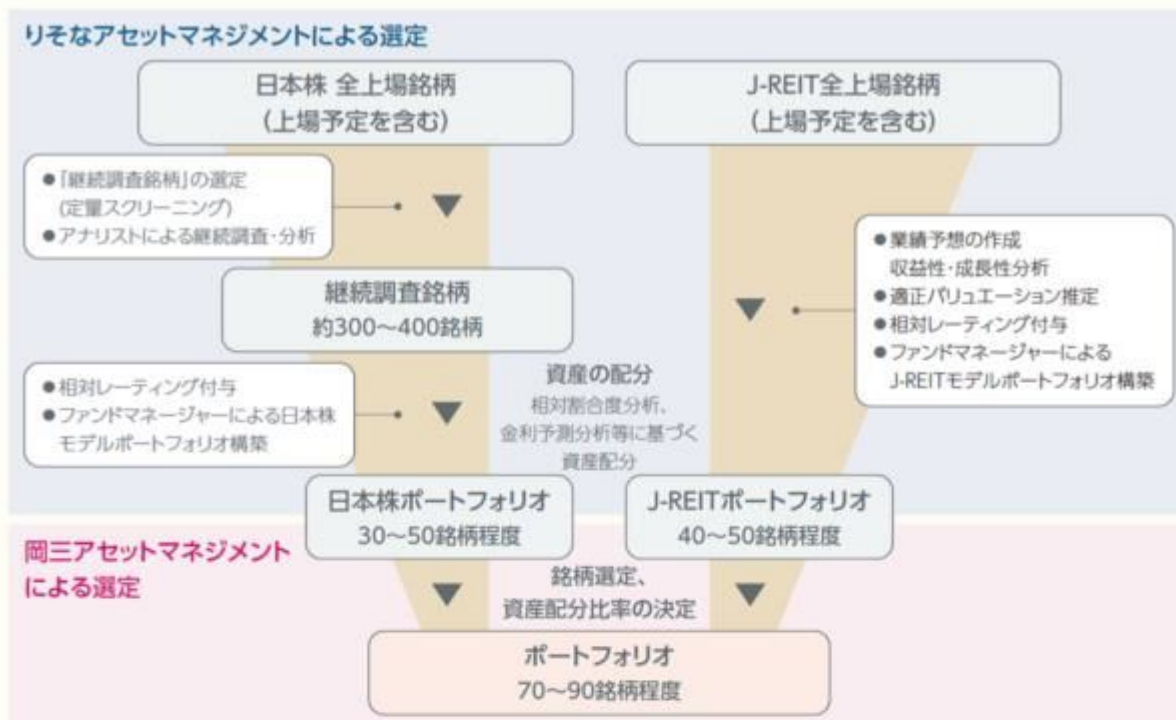 りそなアセットマネジメントによる選定
日本株 全上場銘柄
(上場予定を含む)
J-REIT全上場銘柄
(上場予定を含む)
●「継続調査銘柄」の選定
(定量スクリーニング)
●アナリストによる継続調査・分析
●業績予想の作成
収益性・成長性分析
●適正バリュエーション推定
●相対レーティング付与
●ファンドマネージャーによる
J-REITモデルポートフォリオ構築
継続調査銘柄
約300〜400銘柄
●相対レーティング付与
●ファンドマネージャーによる日本株
モデルポートフォリオ構築
資産の配分
相対割合度分析、
金利予測分析等に基づく
資産配分
日本株ポートフォリオ
30〜50銘柄程度
J-REITポートフォリオ
40〜50銘柄程度
岡三アセットマネジメント
による選定
銘柄選定、
資産配分比率の決定
ポートフォリオ
70〜90銘柄程度